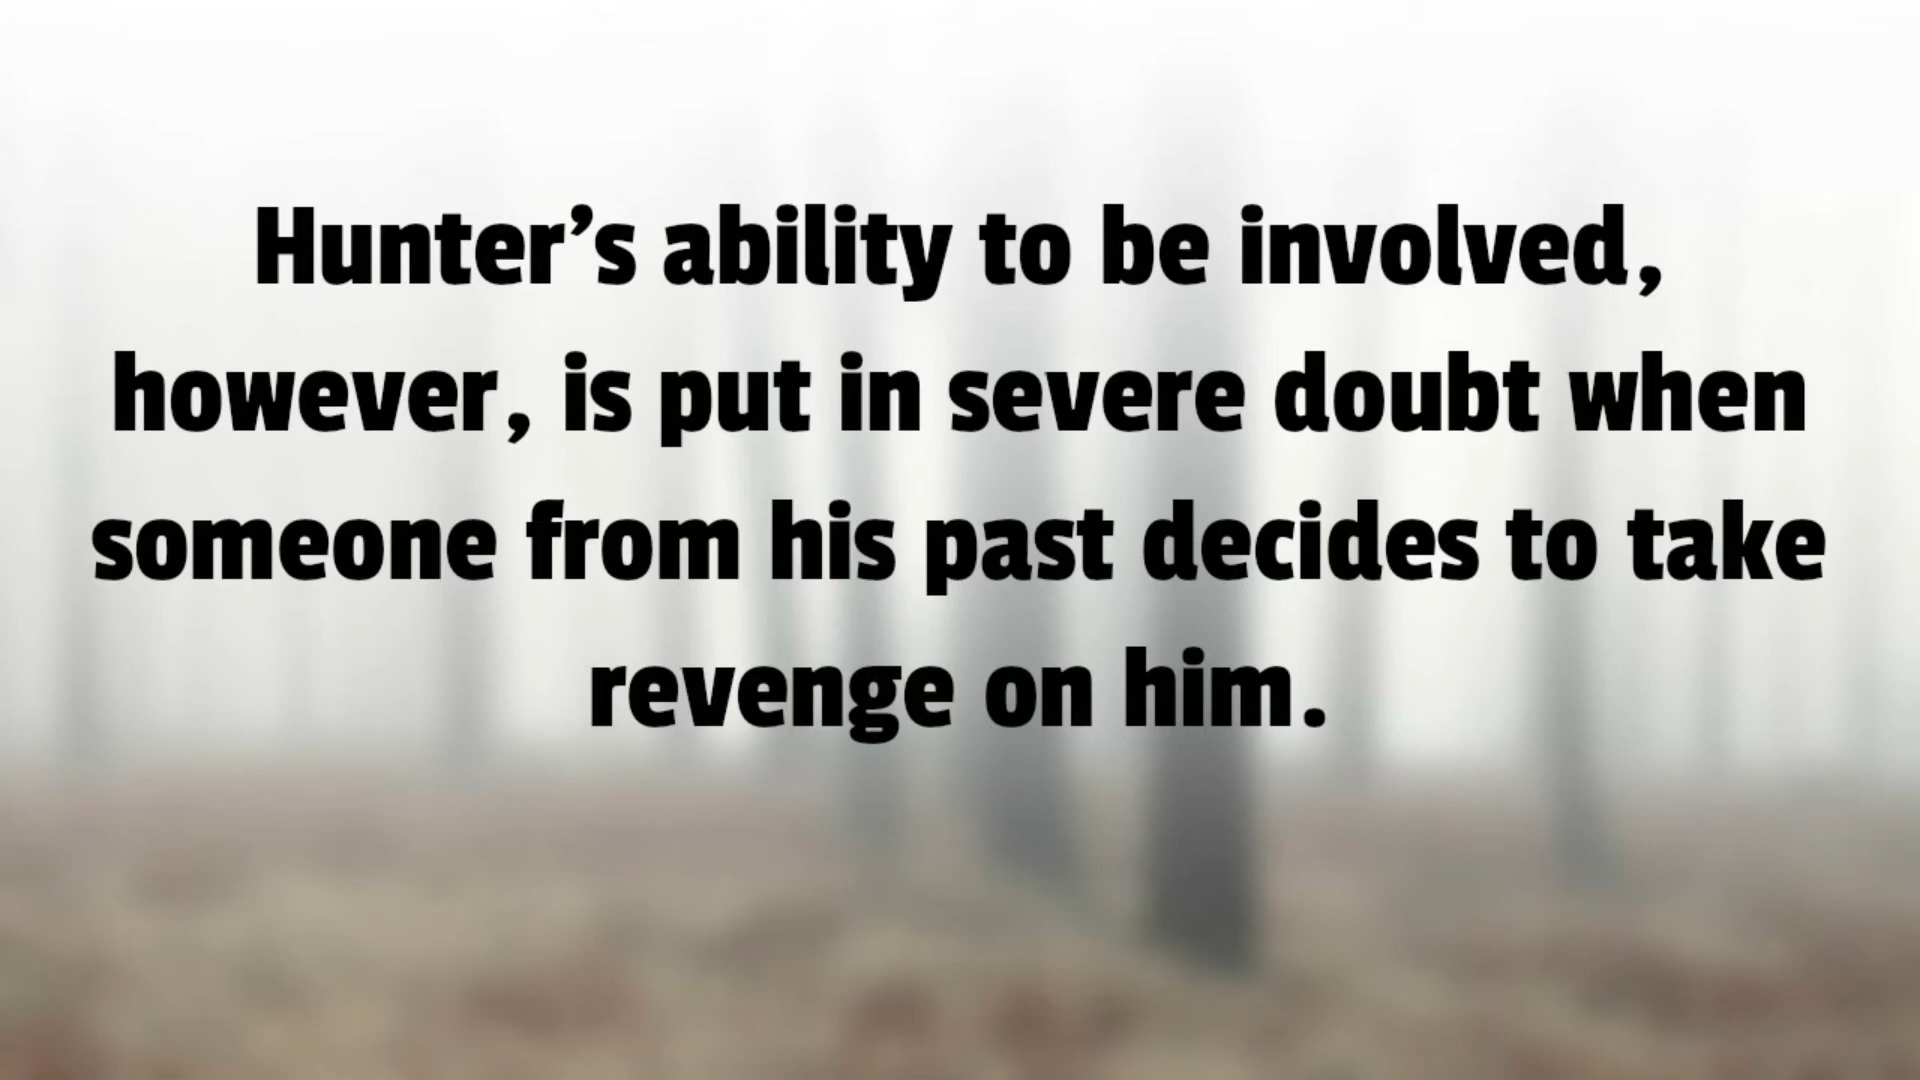 Hunter’s ability to be involved,
however, is put in severe doubt when
someone from his past decides to take
revenge on him.